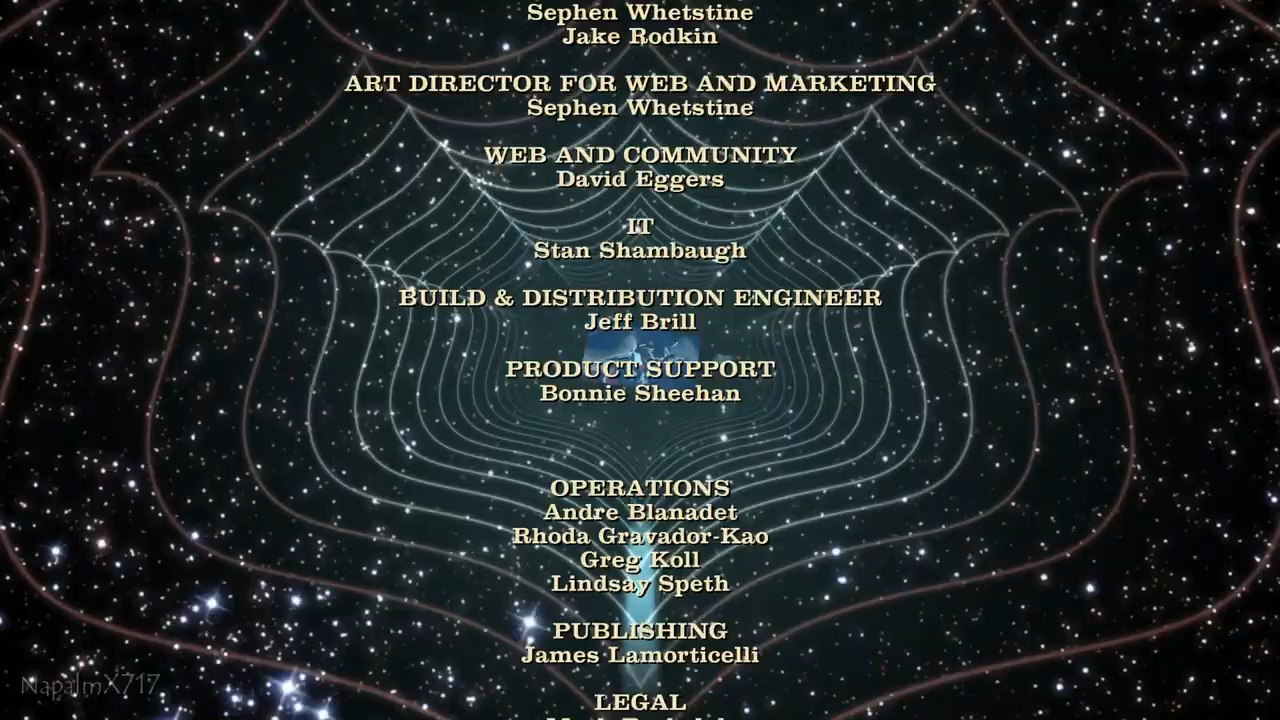 Sephen Whetstine
Jake Rodkin
ART DIRECTOR FOR WEB AND MARKETING
Sephen Whetstine
WEB AND COMMUNITY
David Eggers
IT
Stan Shambaugh
BUILD & DISTRIBUTION ENGINEER
Jeff Brill
PRODUCT SUPPORT
Bonnie Sheehan
OPERATIONS
Andre Blanadet
Rhoda Gravador-Kao
Greg Koll
Lindsay Speth
PUBLISHING
James Lamorticelli
LEGAL
NapalmX717